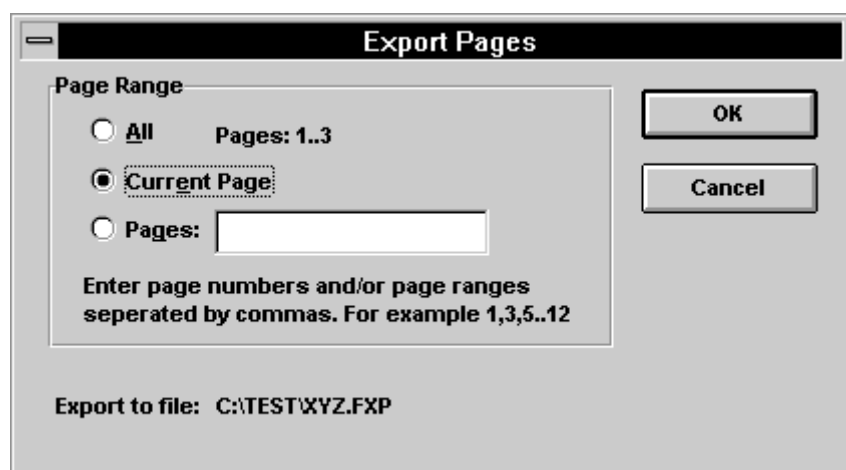 Export Pages
Page Range
All Pages: 1..3
OK
Current Page
Cancel
Pages:
Enter page numbers and/or page ranges
seperated by commas. For example 1,3,5..12
Export to file: C:\TEST\XYZ.FXP